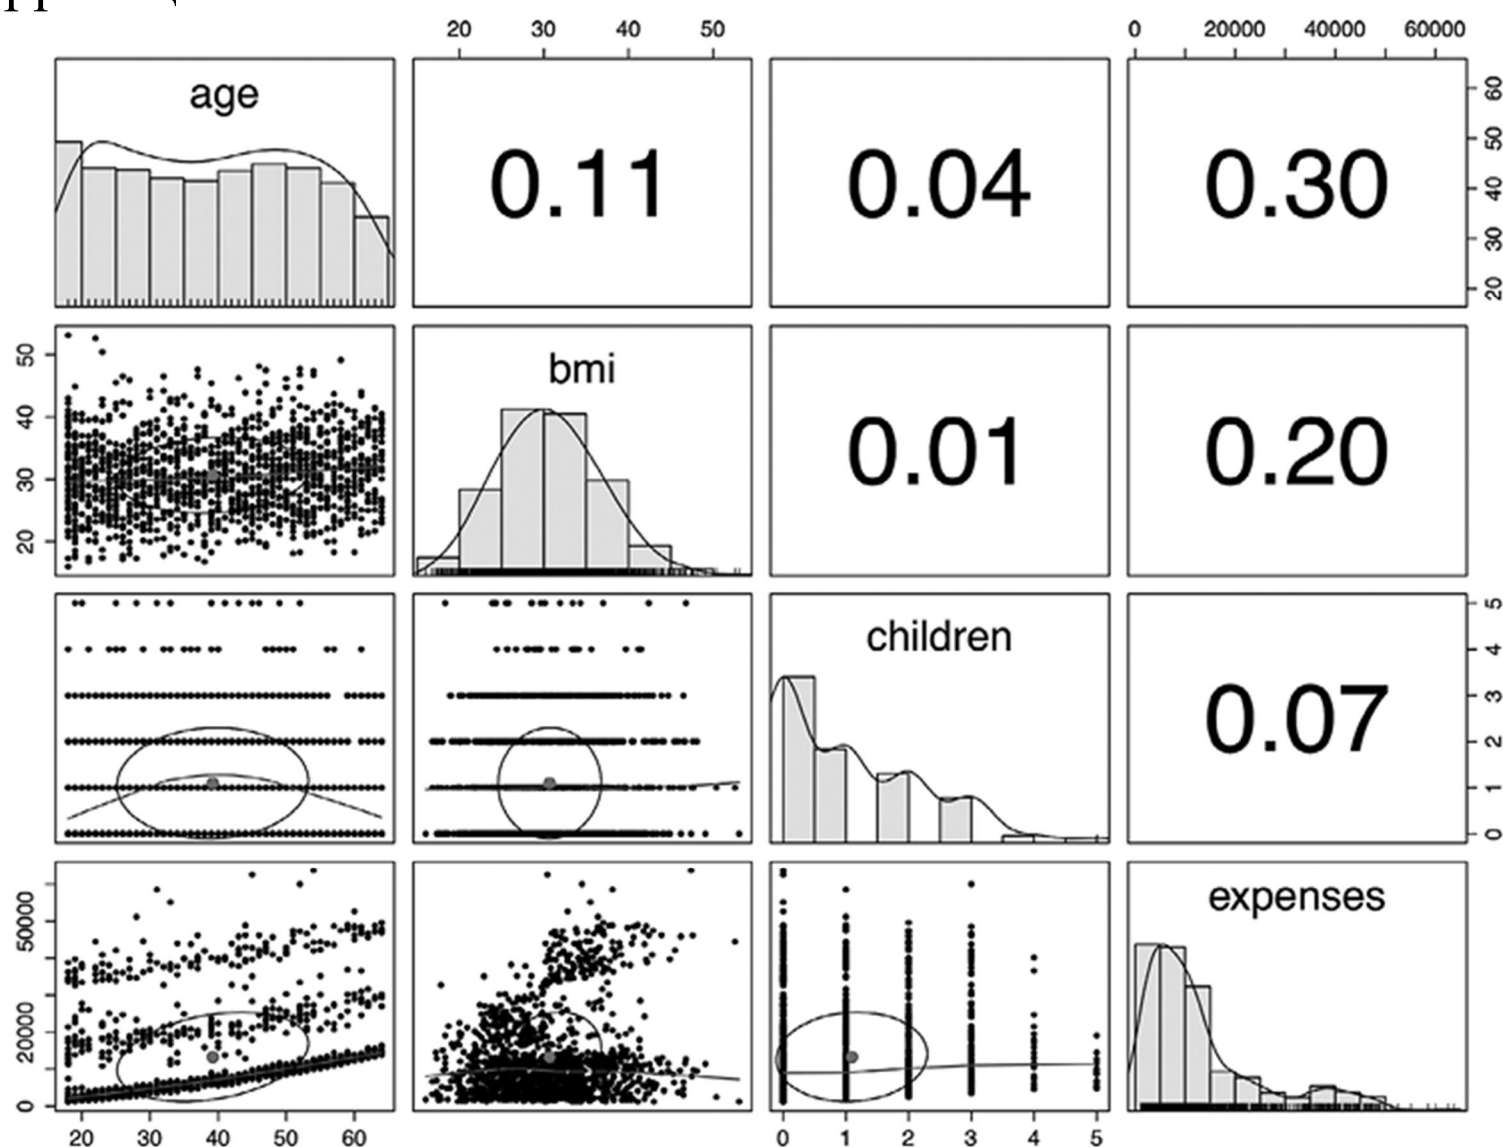 20 30 40 50 0 20000 40000 60000
age 0.11 0.04 0.30
20 30 40 50 60
bmi 0.01 0.20
20 30 40 50
children 0.07
0 1 2 3 4 5
expenses
0 20000 50000
20 30 40 50 60 0 1 2 3 4 5